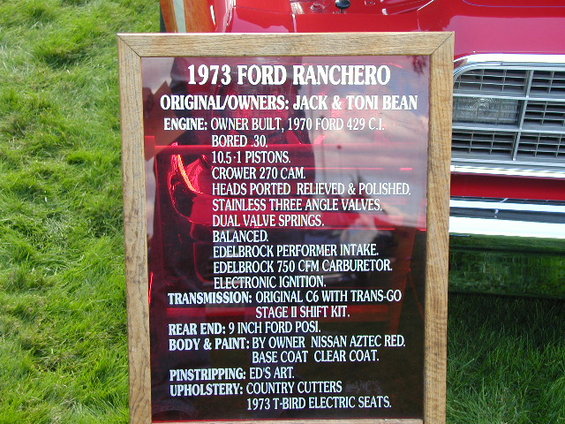 1973 FORD RANCHERO
ORIGINAL/OWNERS: JACK & TONI BEAN
ENGINE: OWNER BUILT, 1970 FORD 429 C.I.
BORED .30.
10.5-1 PISTONS.
CROWER 270 CAM.
HEADS PORTED RELIEVED & POLISHED.
STAINLESS THREE ANGLE VALVES.
DUAL VALVE SPRINGS.
BALANCED.
EDELBROCK PERFORMER INTAKE.
EDELBROCK 750 CFM CARBURETOR.
ELECTRONIC IGNITION.
TRANSMISSION: ORIGINAL C6 WITH TRANS-GO
STAGE II SHIFT KIT.
REAR END: 9 INCH FORD POSI.
BODY & PAINT: BY OWNER NISSAN AZTEC RED.
BASE COAT CLEAR COAT.
PINSTRIPPING: ED'S ART.
UPHOLSTERY: COUNTRY CUTTERS
1973 T-BIRD ELECTRIC SEATS.